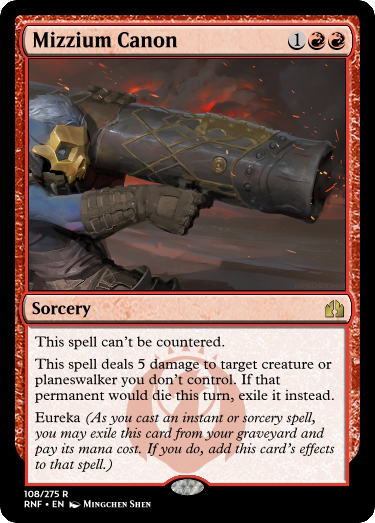 Mizzium Canon 1
Sorcery
This spell can't be countered.
This spell deals 5 damage to target creature or
planeswalker you don't control. If that
permanent would die this turn, exile it instead.
Eureka (As you cast an instant or sorcery spell,
you may exile this card from your graveyard and
pay its mana cost. If you do, add this card's effects
to that spell.)
108/275 R
RNF • EN Mingchen Shen